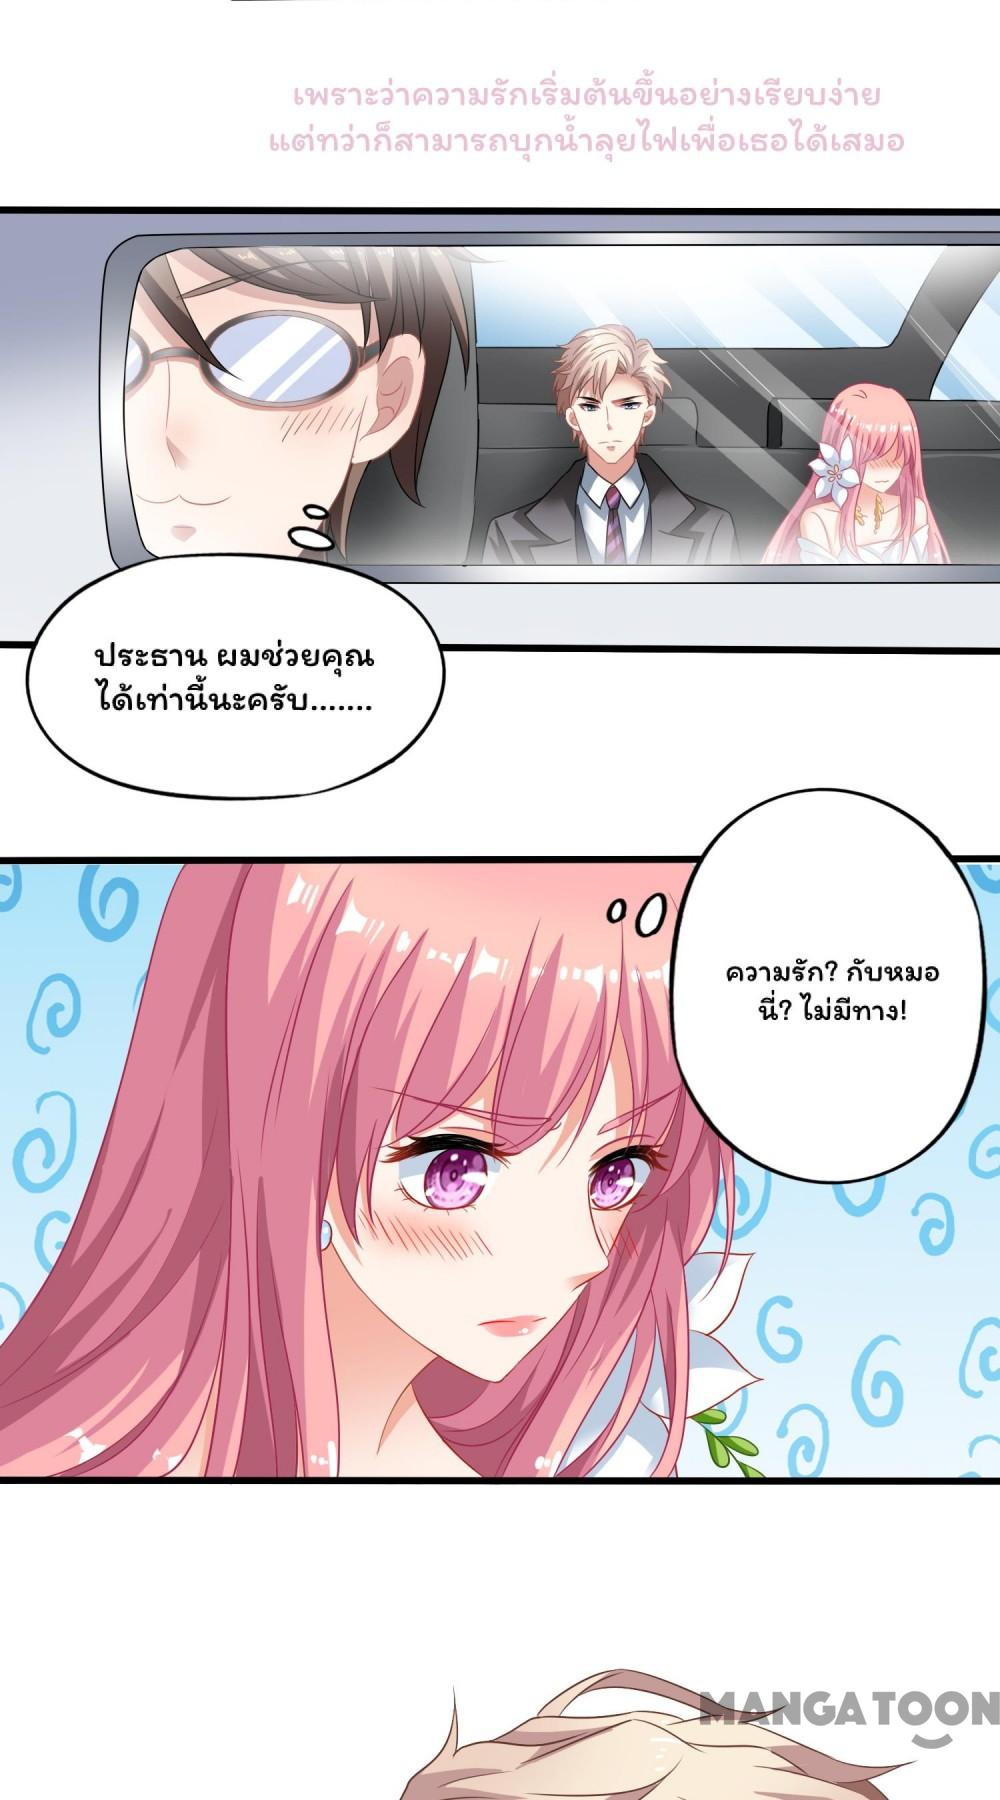 เพราะว่าความรักเริ่มต้นขึ้นอย่างเรียบง่าย
แต่ทว่าก็สามารถบุกน้ำลุยไฟเพื่อเธอได้เสมอ
ประธาน ผมช่วยคุณ
ได้เท่านี้นะครับ.......
ความรัก? กับหมอ
นี่? ไม่มีทาง!
MANGATOON